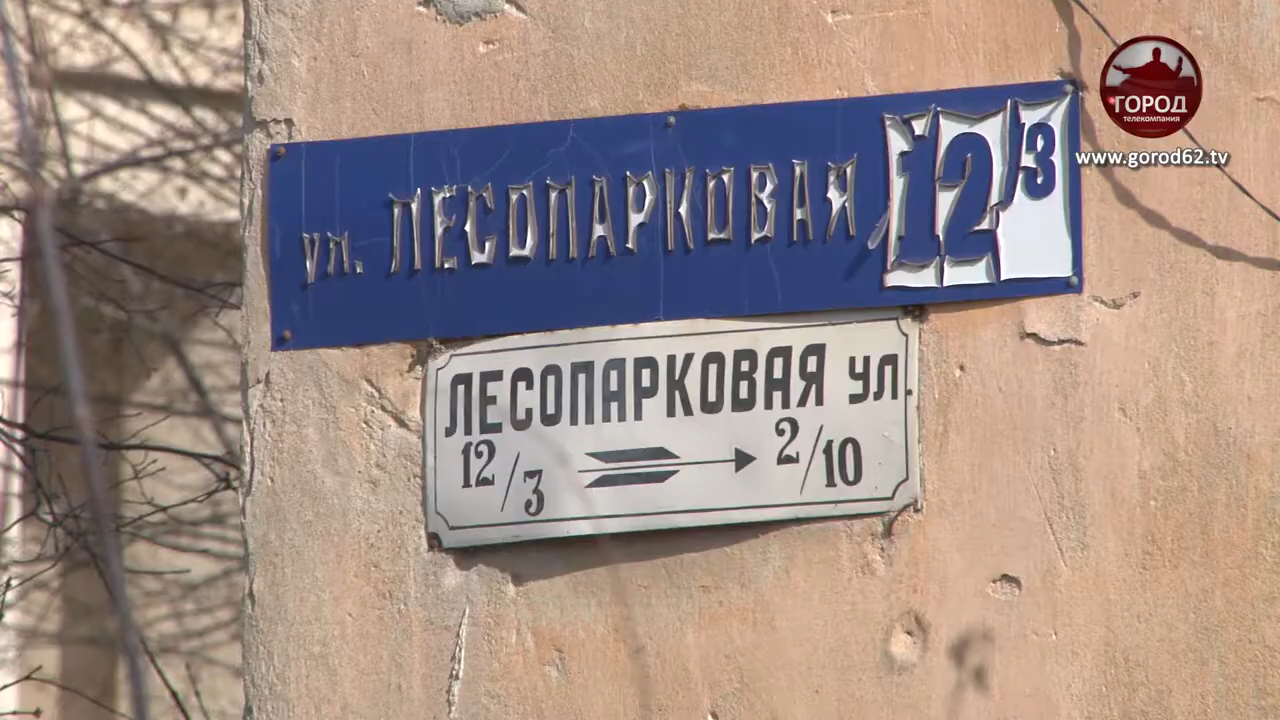 ГОРОД
телекомпания
www.gorod62.tv
ул. ЛЕСОПАРКОВАЯ 12/3
ЛЕСОПАРКОВАЯ ул.
12/3 2/10